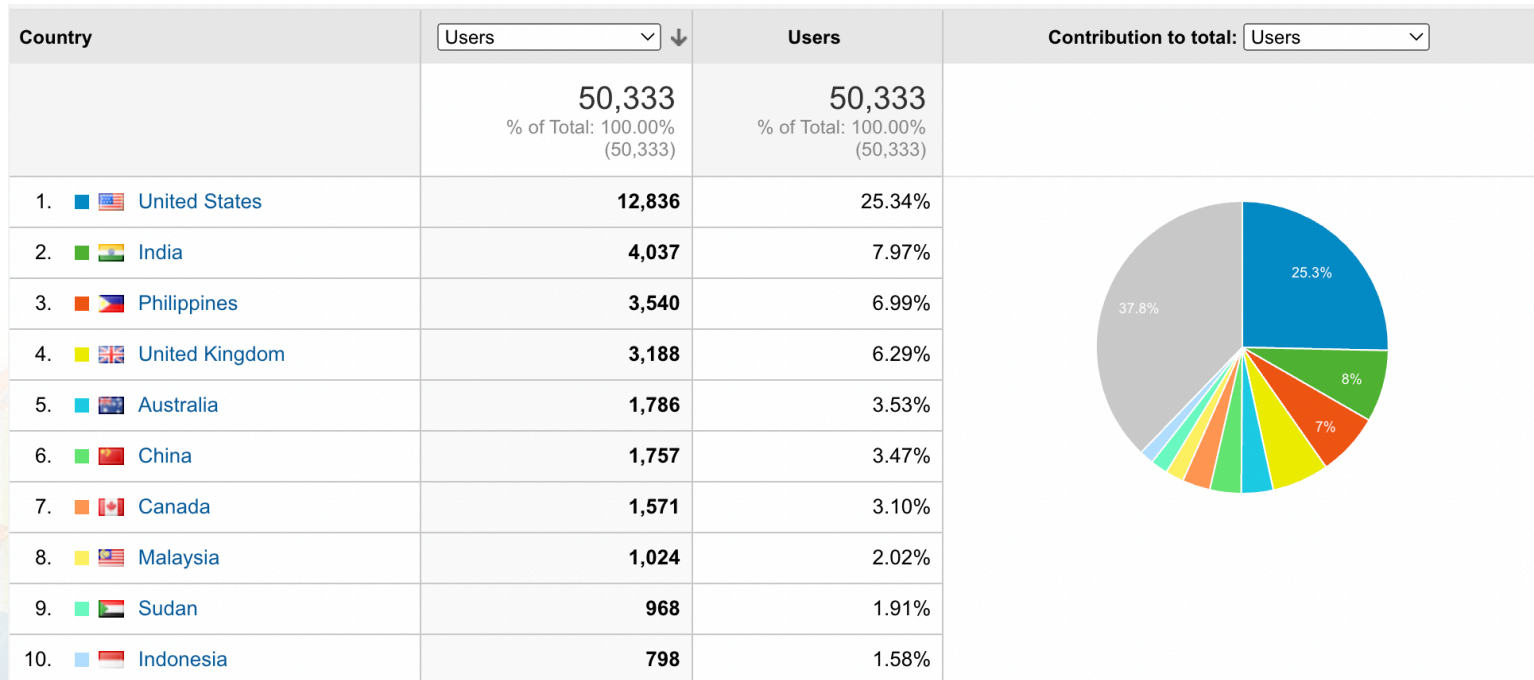 Country Users Users Contribution to total: Users
50,333 50,333
% of Total: 100.00% % of Total: 100.00%
(50,333) (50,333)
1. United States 12,836 25.34%
2. India 4,037 7.97%
3. Philippines 3,540 6.99%
4. United Kingdom 3,188 6.29%
5. Australia 1,786 3.53%
6. China 1,757 3.47%
7. Canada 1,571 3.10%
8. Malaysia 1,024 2.02%
9. Sudan 968 1.91%
10. Indonesia 798 1.58%
25.3%
37.8%
8%
7%